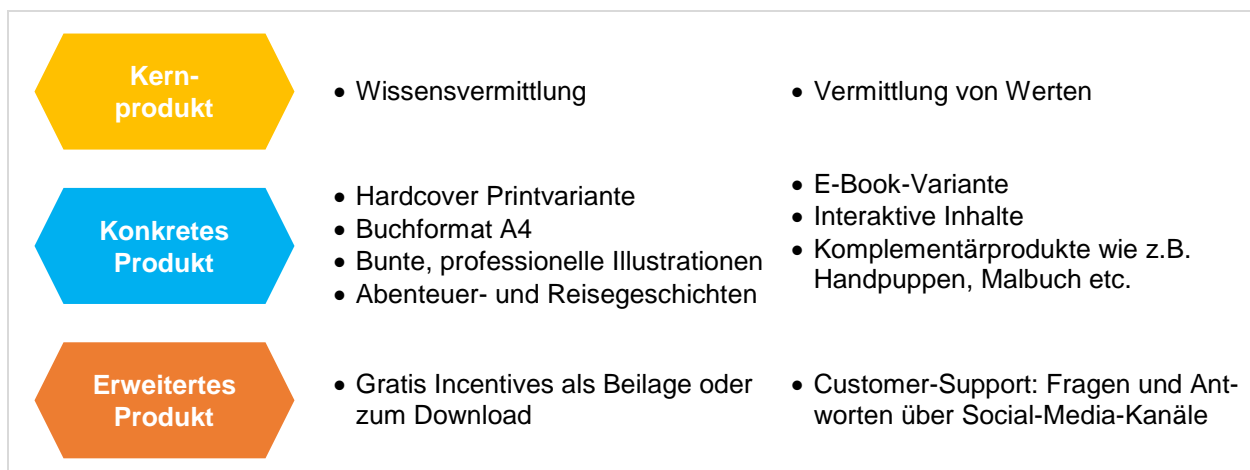 Kern-
produkt
• Wissensvermittlung
• Vermittlung von Werten
Konkretes
Produkt
• Hardcover Printvariante
• Buchformat A4
• Bunte, professionelle Illustrationen
• Abenteuer- und Reisegeschichten
• E-Book-Variante
• Interaktive Inhalte
• Komplementärprodukte wie z.B.
Handpuppen, Malbuch etc.
Erweitertes
Produkt
• Gratis Incentives als Beilage oder
zum Download
• Customer-Support: Fragen und Ant-
worten über Social-Media-Kanäle